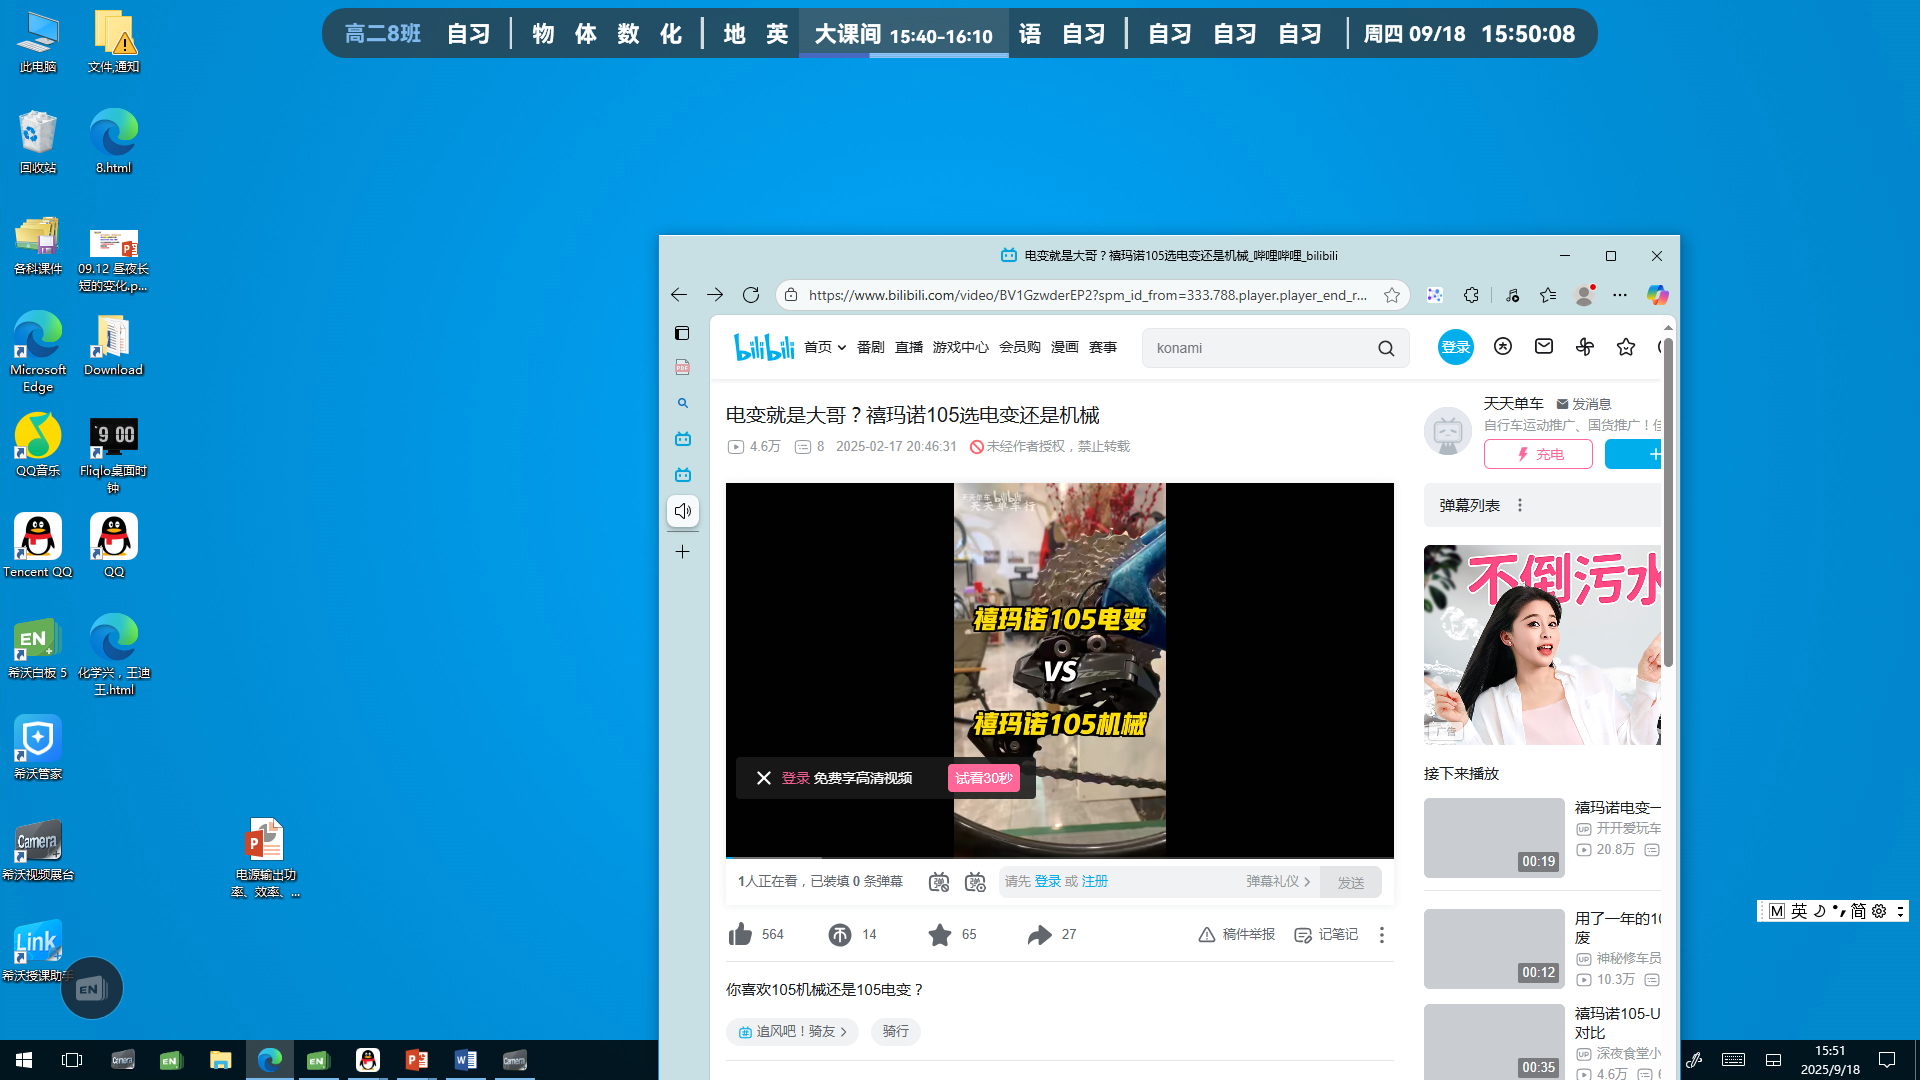 高二8班 自习 物 体 数 化 地 英 大课间 15:40-16:10 语 自习 自习 自习 自习 周四 09/18 15:50:08
此电脑
文件,通知
回收站
8.html
各科课件
09.12 昼夜长
短的变化.p...
Microsoft
Edge
Download
QQ音乐
Fliqlo桌面时
钟
Tencent QQ
QQ
希沃白板 5
化学兴，王迪
王.html
希沃管家
希沃视频展台
电源输出功
率、效率、...
希沃授课助手
电变就是大哥？禧玛诺105选电变还是机械_哔哩哔哩_bilibili
https://www.bilibili.com/video/BV1GzwderEP2?spm_id_from=333.788.player.player_end_r...
bilibili 首页 番剧 直播 游戏中心 会员购 漫画 赛事
konami
登录
电变就是大哥？禧玛诺105选电变还是机械
4.6万 8 2025-02-17 20:46:31 未经作者授权，禁止转载
天天单车 发消息
自行车运动推广、国货推广！佳
充电
弹幕列表
天天单车 bilibili
天天单车行
禧玛诺105电变
VS
禧玛诺105机械
登录 免费享高清视频 试看30秒
1人正在看，已装填 0 条弹幕
请先 登录 或 注册
弹幕礼仪
发送
564 14 65 27 稿件举报 记笔记
你喜欢105机械还是105电变？
追风吧！骑友
骑行
不倒污水
广告
接下来播放
禧玛诺电变一
开开爱玩车
20.8万
00:19
用了一年的10
废
神秘修车员
10.3万
00:12
禧玛诺105-U
对比
深夜食堂小
4.6万
00:35
M 英 简
15:51
2025/9/18